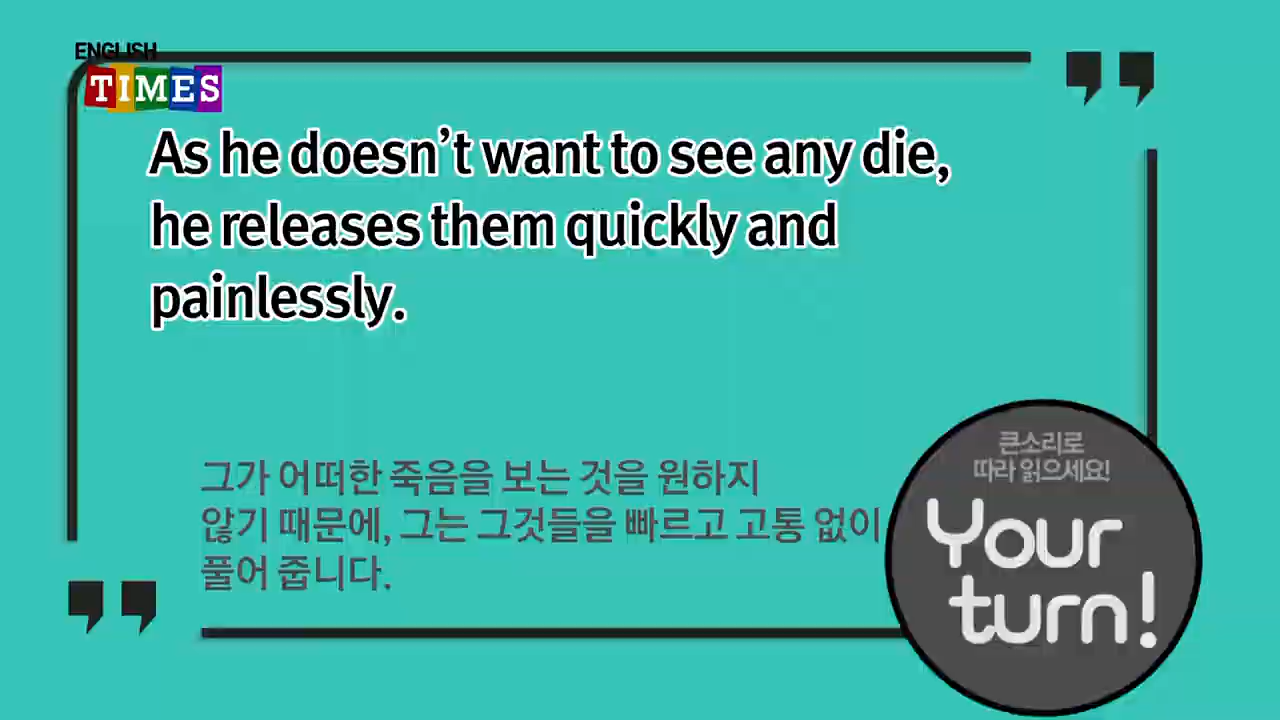 ENGLISH
TIMES
As he doesn’t want to see any die,
he releases them quickly and
painlessly.
그가 어떠한 죽음을 보는 것을 원하지
않기 때문에, 그는 그것들을 빠르고 고통 없이
풀어 줍니다.
큰소리로
따라 읽으세요!
Your
turn!